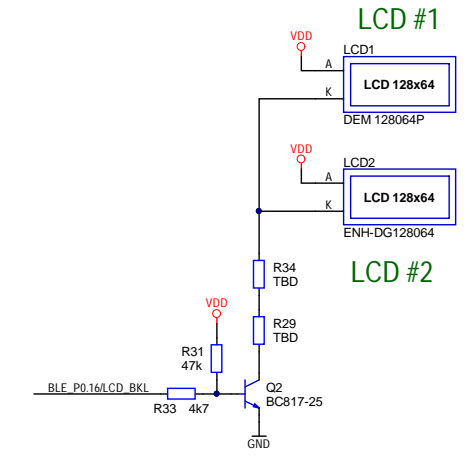 LCD #1
VDD
LCD1
A
LCD 128x64
K
DEM 128064P
VDD
LCD2
A
LCD 128x64
K
ENH-DG128064
LCD #2
R34
TBD
VDD
R29
TBD
R31
47k
BLE_P0.16/LCD_BKL
Q2
BC817-25
R33 4k7
GND